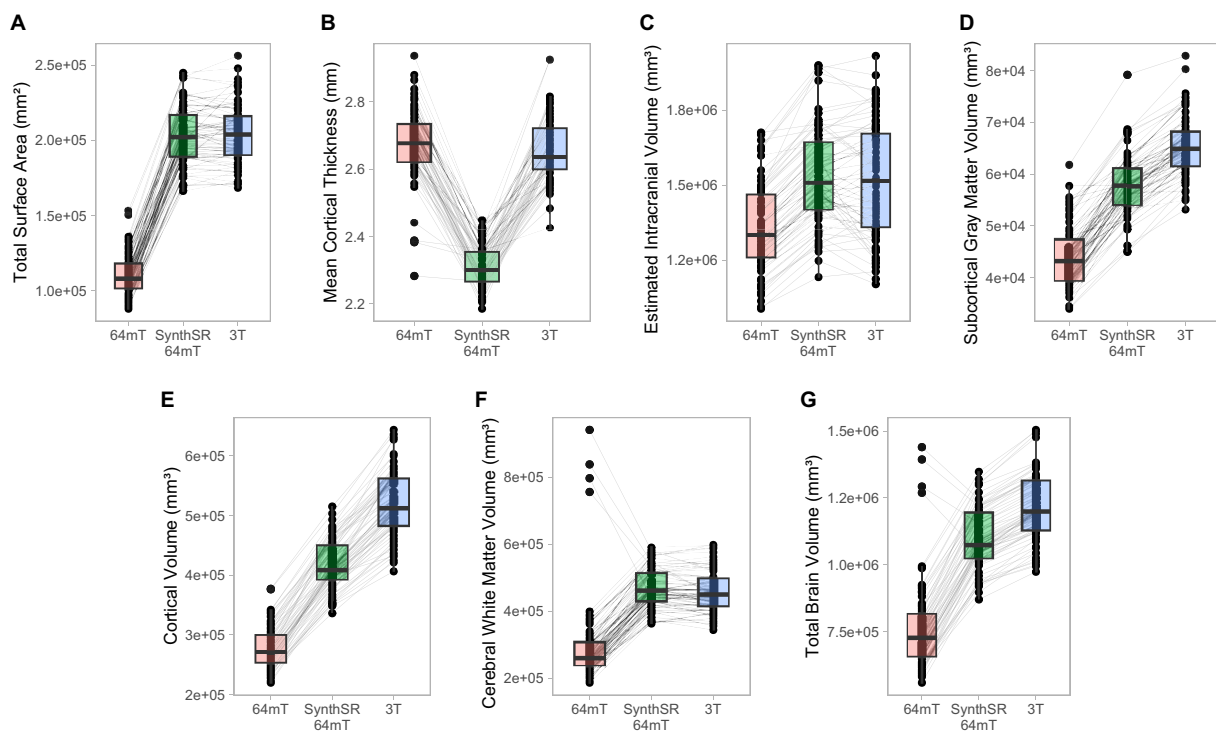 A
Total Surface Area (mm²)
2.5e+05
2.0e+05
1.5e+05
1.0e+05
64mT
SynthSR
64mT
3T
B
Mean Cortical Thickness (mm)
2.8
2.6
2.4
2.2
64mT
SynthSR
64mT
3T
C
Estimated Intracranial Volume (mm³)
1.8e+06
1.5e+06
1.2e+06
64mT
SynthSR
64mT
3T
D
Subcortical Gray Matter Volume (mm³)
8e+04
7e+04
6e+04
5e+04
4e+04
64mT
SynthSR
64mT
3T
E
Cortical Volume (mm³)
6e+05
5e+05
4e+05
3e+05
2e+05
64mT
SynthSR
64mT
3T
F
Cerebral White Matter Volume (mm³)
8e+05
6e+05
4e+05
2e+05
64mT
SynthSR
64mT
3T
G
Total Brain Volume (mm³)
1.5e+06
1.2e+06
1.0e+06
7.5e+05
64mT
SynthSR
64mT
3T